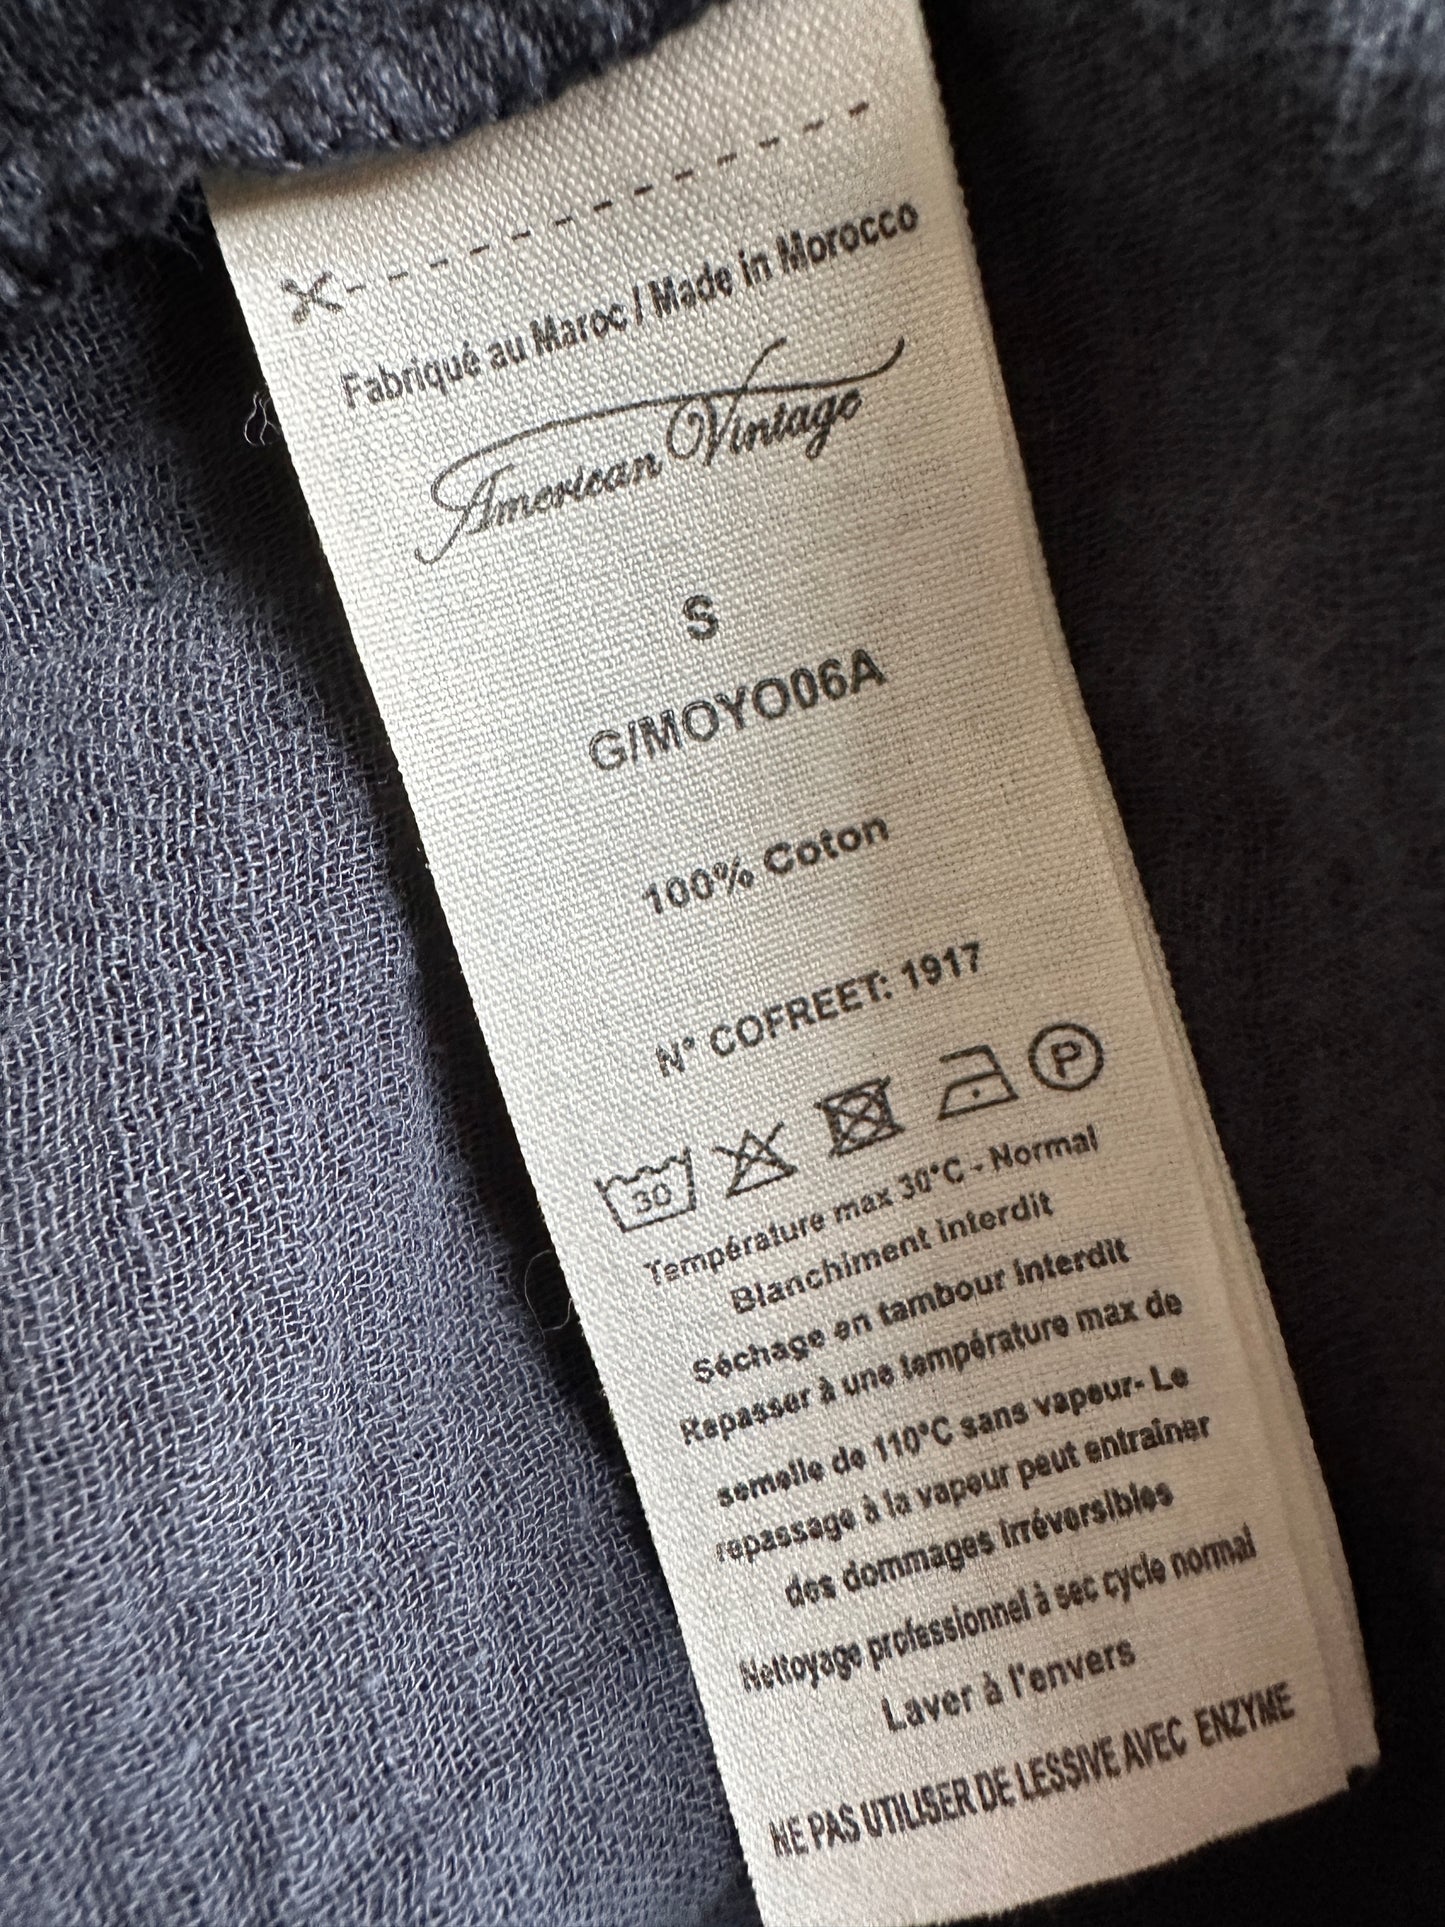 Fabriqué au Maroc / Made in Morocco
American Vintage
S
G/MOYO06A
100% Coton
N° COFREET: 1917
30 P
Température max 30°C - Normal
Blanchiment interdit
Séchage en tambour interdit
Repasser à une température max de
semelle de 110°C sans vapeur- Le
repassage à la vapeur peut entraîner
des dommages irréversibles
Nettoyage professionnel à sec cycle normal
Laver à l'envers
NE PAS UTILISER DE LESSIVE AVEC ENZYME